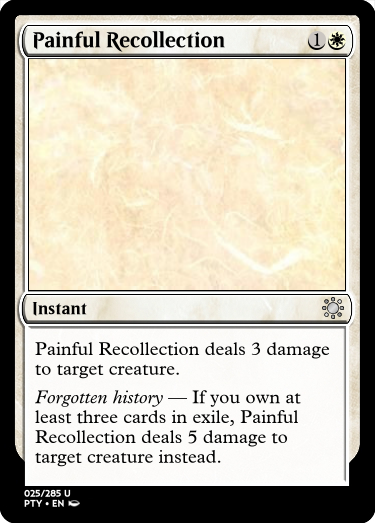 Painful Recollection 1
Instant
Painful Recollection deals 3 damage
to target creature.
Forgotten history — If you own at
least three cards in exile, Painful
Recollection deals 5 damage to
target creature instead.
025/285 U
PTY • EN